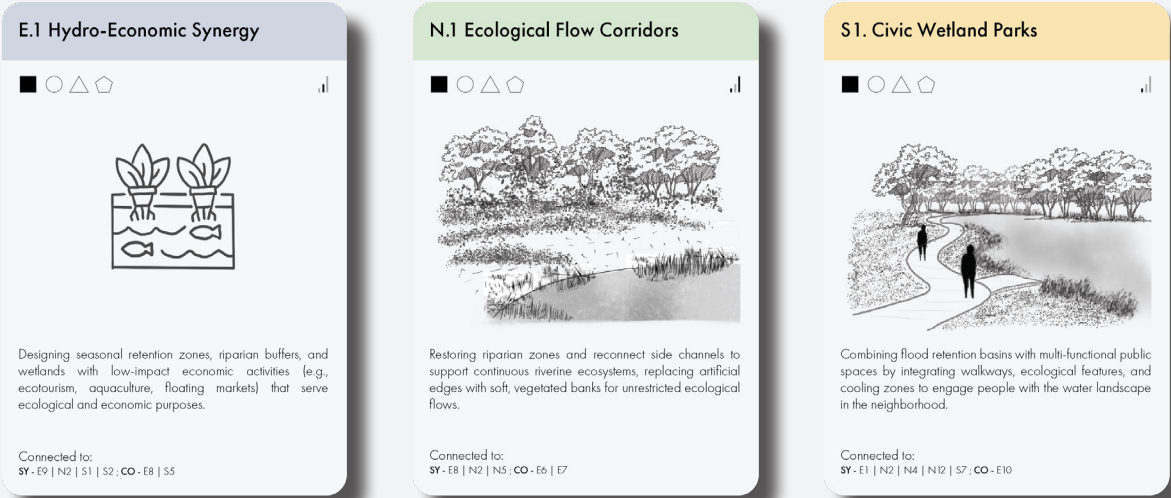 E.1 Hydro-Economic Synergy
Designing seasonal retention zones, riparian buffers, and
wetlands with low-impact economic activities (e.g.,
ecotourism, aquaculture, floating markets) that serve
ecological and economic purposes.
Connected to:
SY - E9 | N2 | S1 | S2 ; CO - E8 | S5
N.1 Ecological Flow Corridors
Restoring riparian zones and reconnect side channels to
support continuous riverine ecosystems, replacing artificial
edges with soft, vegetated banks for unrestricted ecological
flows.
Connected to:
SY - E8 | N2 | N5 ; CO - E6 | E7
S1. Civic Wetland Parks
Combining flood retention basins with multi-functional public
spaces by integrating walkways, ecological features, and
cooling zones to engage people with the water landscape
in the neighborhood.
Connected to:
SY - E1 | N2 | N4 | N12 | S7 ; CO - E10